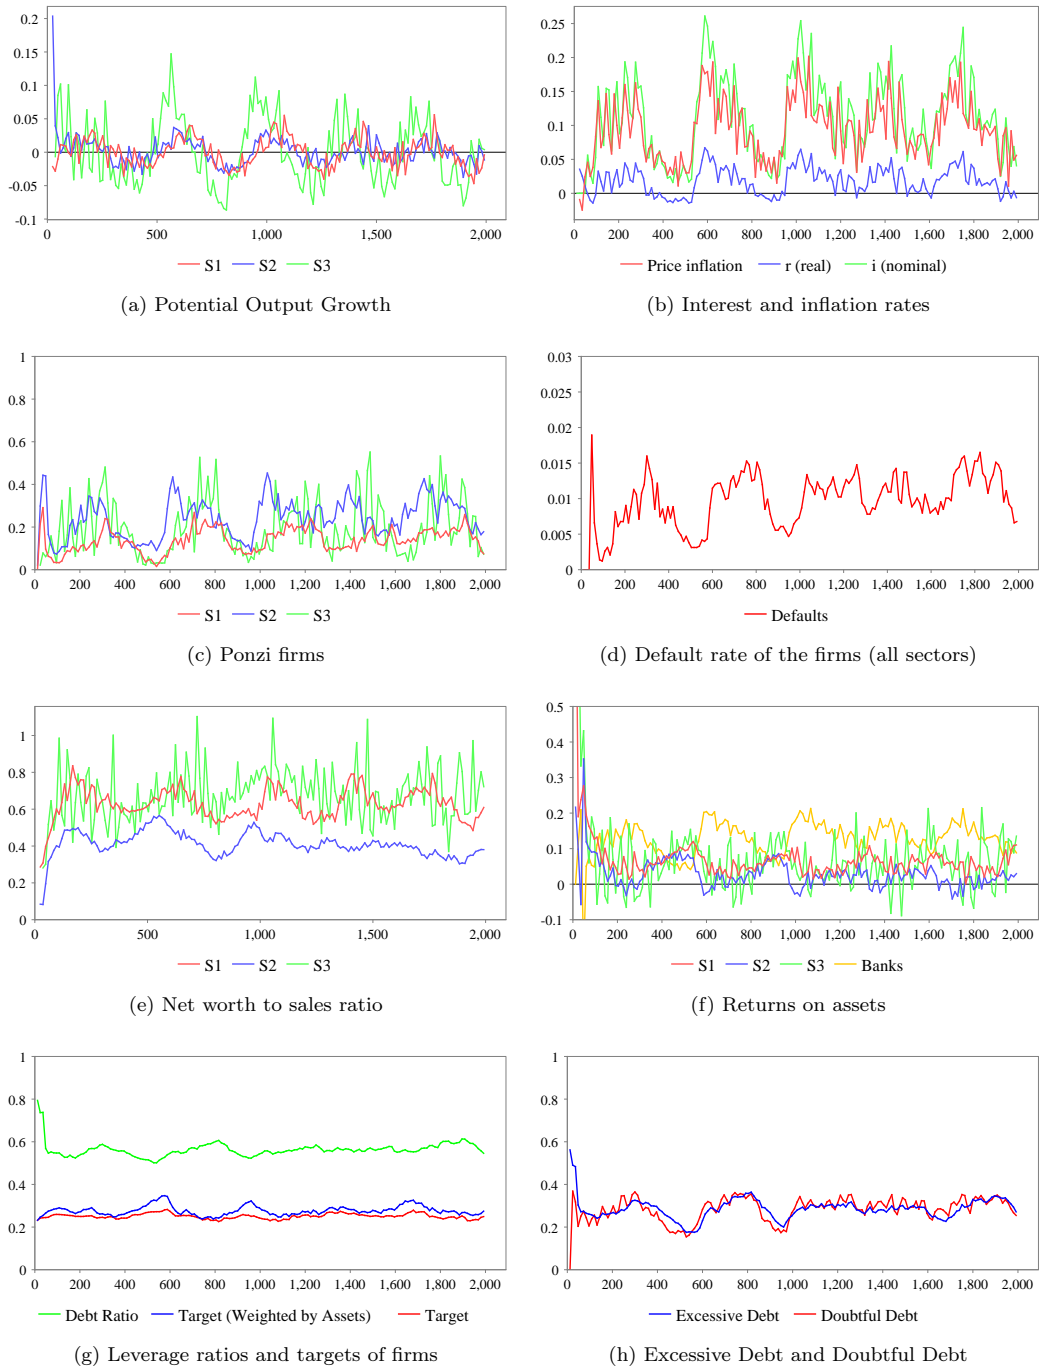 0.2
0.15
0.1
0.05
0
-0.05
-0.1
500
1,000
1,500
2,000
S1 S2 S3
(a) Potential Output Growth
0.25
0.2
0.15
0.1
0.05
0
0 200 400 600 800 1,000 1,200 1,400 1,600 1,800 2,000
Price inflation r (real) i (nominal)
(b) Interest and inflation rates
1
0.8
0.6
0.4
0.2
0
0 200 400 600 800 1,000 1,200 1,400 1,600 1,800 2,000
S1 S2 S3
(c) Ponzi firms
0.03
0.025
0.02
0.015
0.01
0.005
0
0 200 400 600 800 1,000 1,200 1,400 1,600 1,800 2,000
Defaults
(d) Default rate of the firms (all sectors)
1
0.8
0.6
0.4
0.2
0
0 500 1,000 1,500 2,000
S1 S2 S3
(e) Net worth to sales ratio
0.5
0.4
0.3
0.2
0.1
0
-0.1
0 200 400 600 800 1,000 1,200 1,400 1,600 1,800 2,000
S1 S2 S3 Banks
(f) Returns on assets
1
0.8
0.6
0.4
0.2
0
0 200 400 600 800 1,000 1,200 1,400 1,600 1,800 2,000
Debt Ratio Target (Weighted by Assets) Target
(g) Leverage ratios and targets of firms
1
0.8
0.6
0.4
0.2
0
0 200 400 600 800 1,000 1,200 1,400 1,600 1,800 2,000
Excessive Debt Doubtful Debt
(h) Excessive Debt and Doubtful Debt